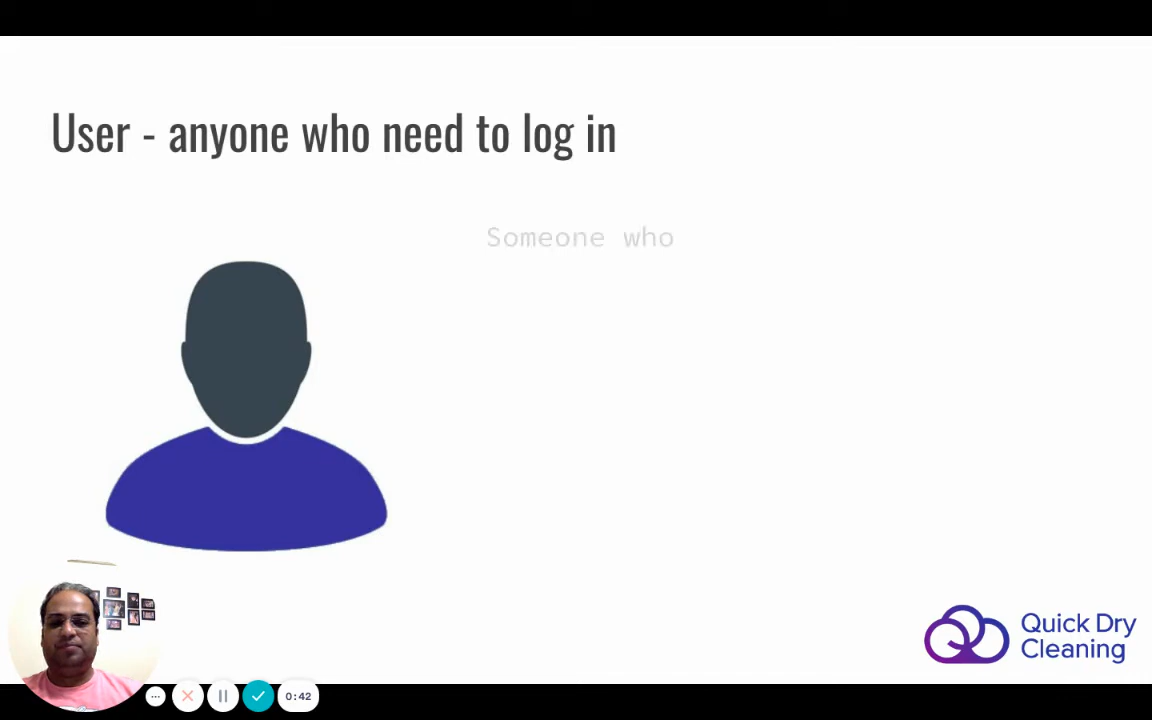 User - anyone who need to log in
Someone who
Quick Dry
Cleaning
0:42